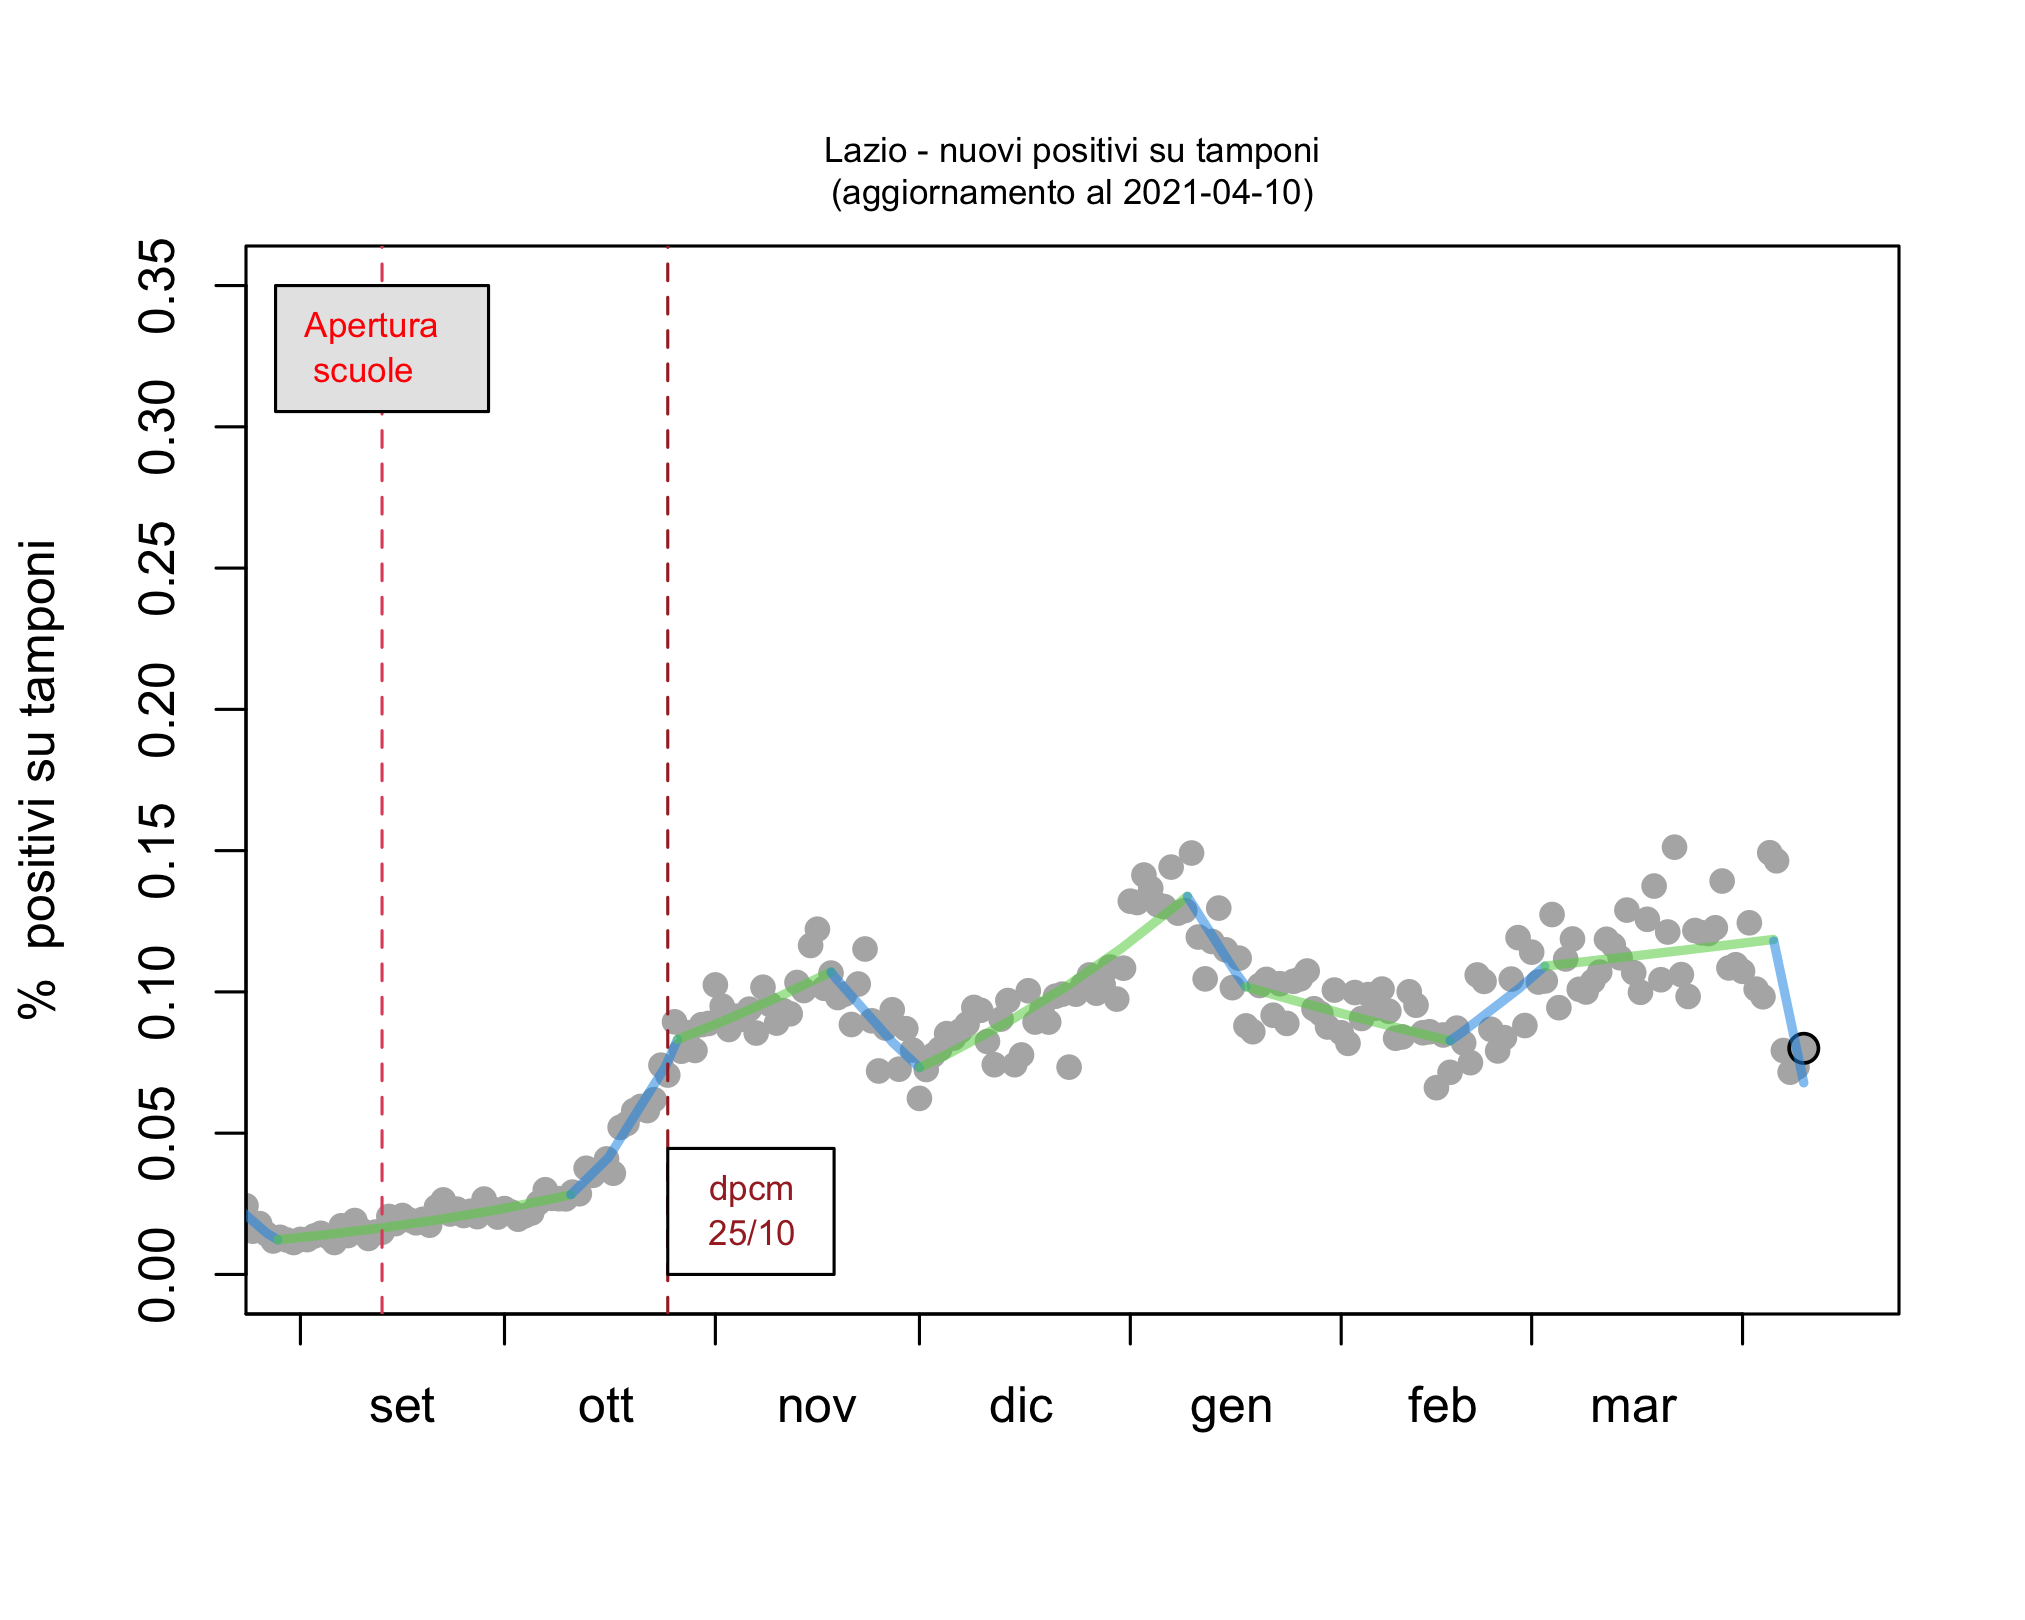 Lazio - nuovi positivi su tamponi
(aggiornamento al 2021-04-10)
% positivi su tamponi
0.35
0.30
0.25
0.20
0.15
0.10
0.05
0.00
Apertura
scuole
dpcm
25/10
set ott nov dic gen feb mar